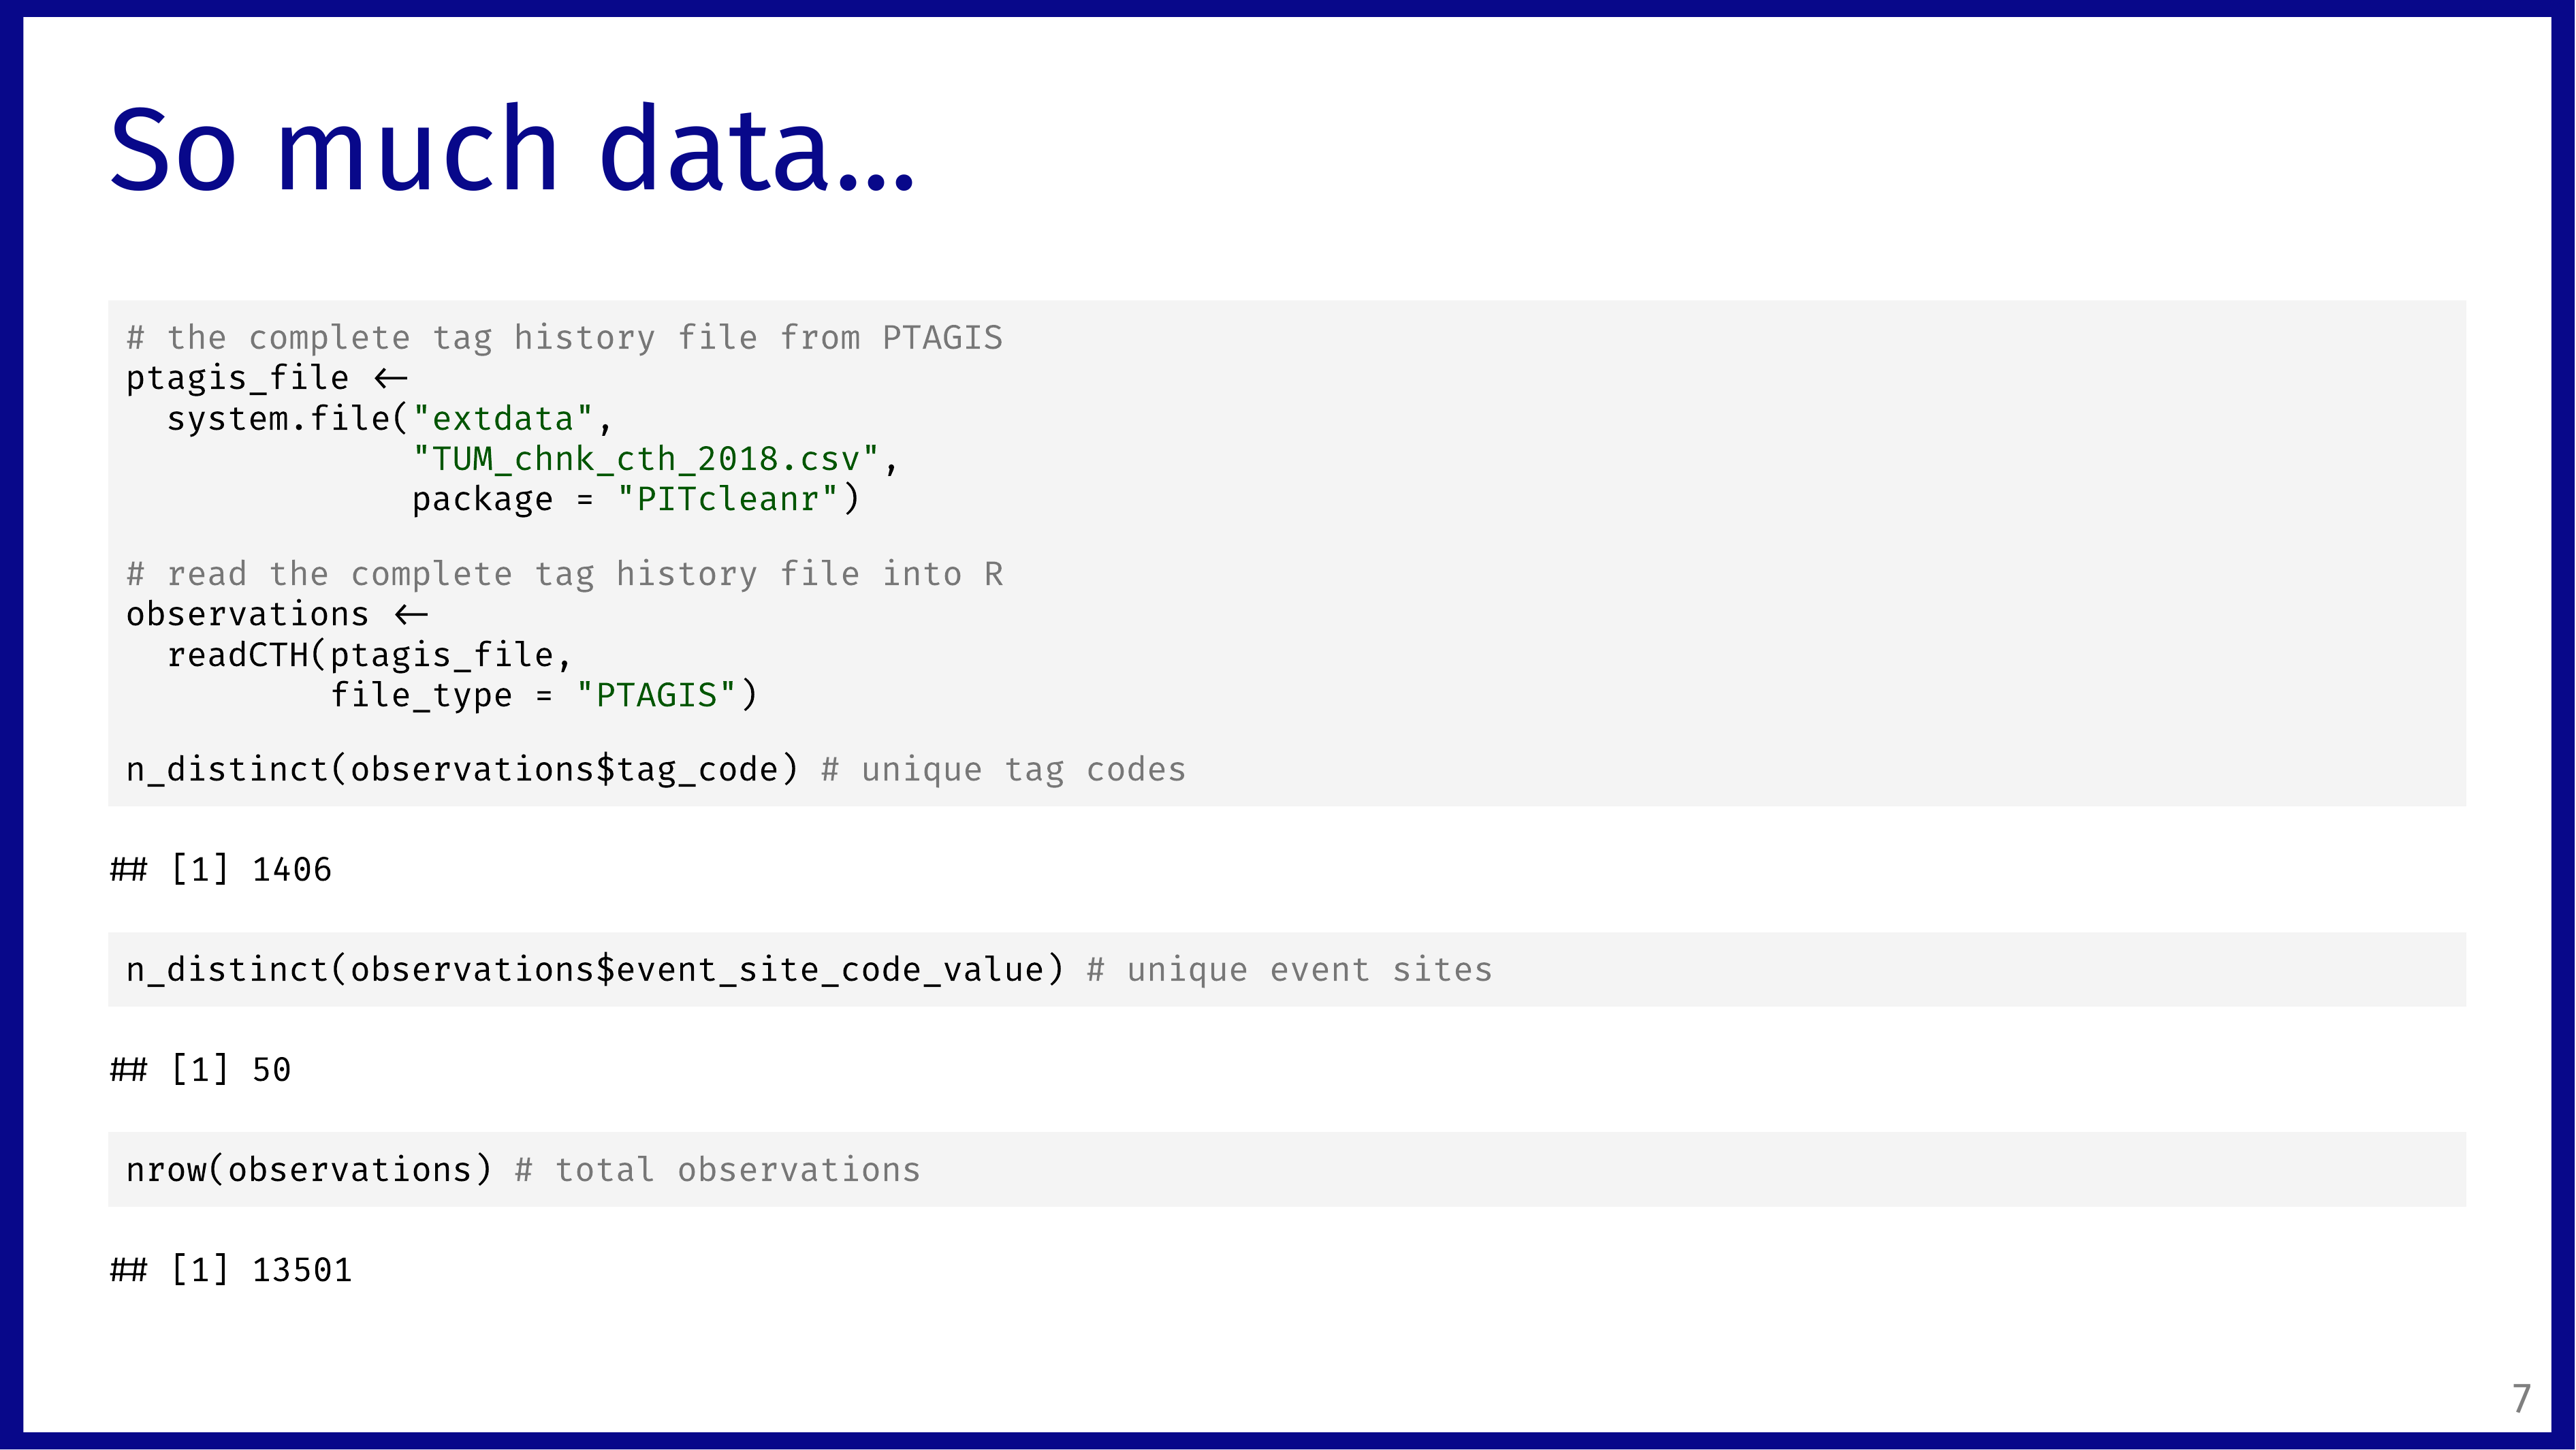 So much data...
# the complete tag history file from PTAGIS
ptagis_file <-
  system.file("extdata",
              "TUM_chnk_cth_2018.csv",
              package = "PITcleanr")
# read the complete tag history file into R
observations <-
  readCTH(ptagis_file,
          file_type = "PTAGIS")
n_distinct(observations$tag_code) # unique tag codes
## [1] 1406
n_distinct(observations$event_site_code_value) # unique event sites
## [1] 50
nrow(observations) # total observations
## [1] 13501
7